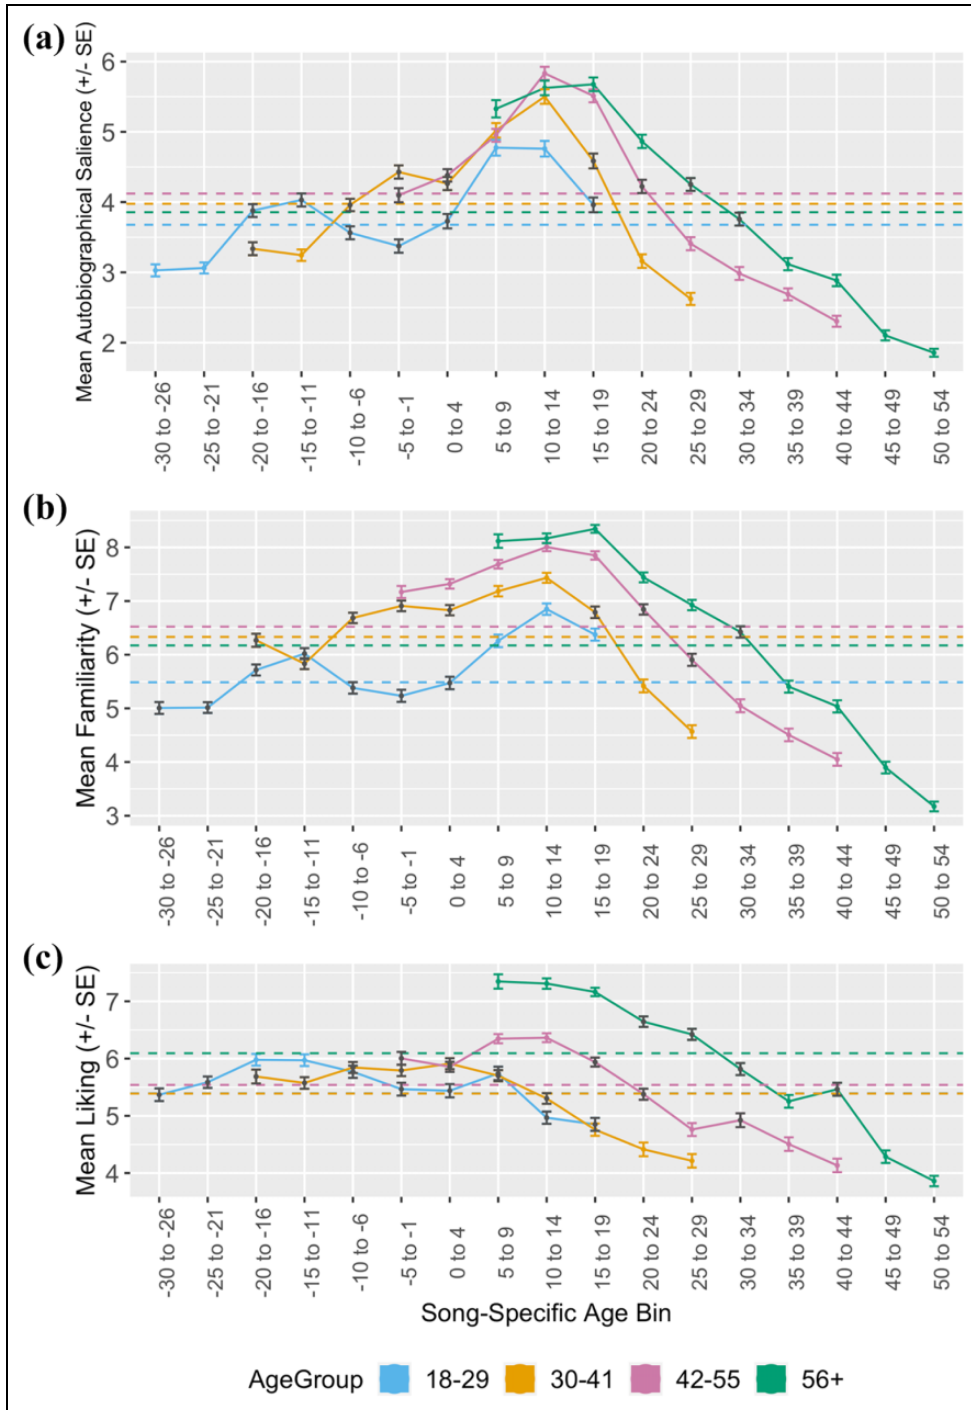 (a)
Mean Autobiographical Salience (+/- SE)
6
5
4
3
2
-30 to -26
-25 to -21
-20 to -16
-15 to -11
-10 to -6
-5 to -1
0 to 4
5 to 9
10 to 14
15 to 19
20 to 24
25 to 29
30 to 34
35 to 39
40 to 44
45 to 49
50 to 54
(b)
Mean Familiarity (+/- SE)
8
7
6
5
4
3
-30 to -26
-25 to -21
-20 to -16
-15 to -11
-10 to -6
-5 to -1
0 to 4
5 to 9
10 to 14
15 to 19
20 to 24
25 to 29
30 to 34
35 to 39
40 to 44
45 to 49
50 to 54
(c)
Mean Liking (+/- SE)
7
6
5
4
-30 to -26
-25 to -21
-20 to -16
-15 to -11
-10 to -6
-5 to -1
0 to 4
5 to 9
10 to 14
15 to 19
20 to 24
25 to 29
30 to 34
35 to 39
40 to 44
45 to 49
50 to 54
Song-Specific Age Bin
AgeGroup 18-29 30-41 42-55 56+